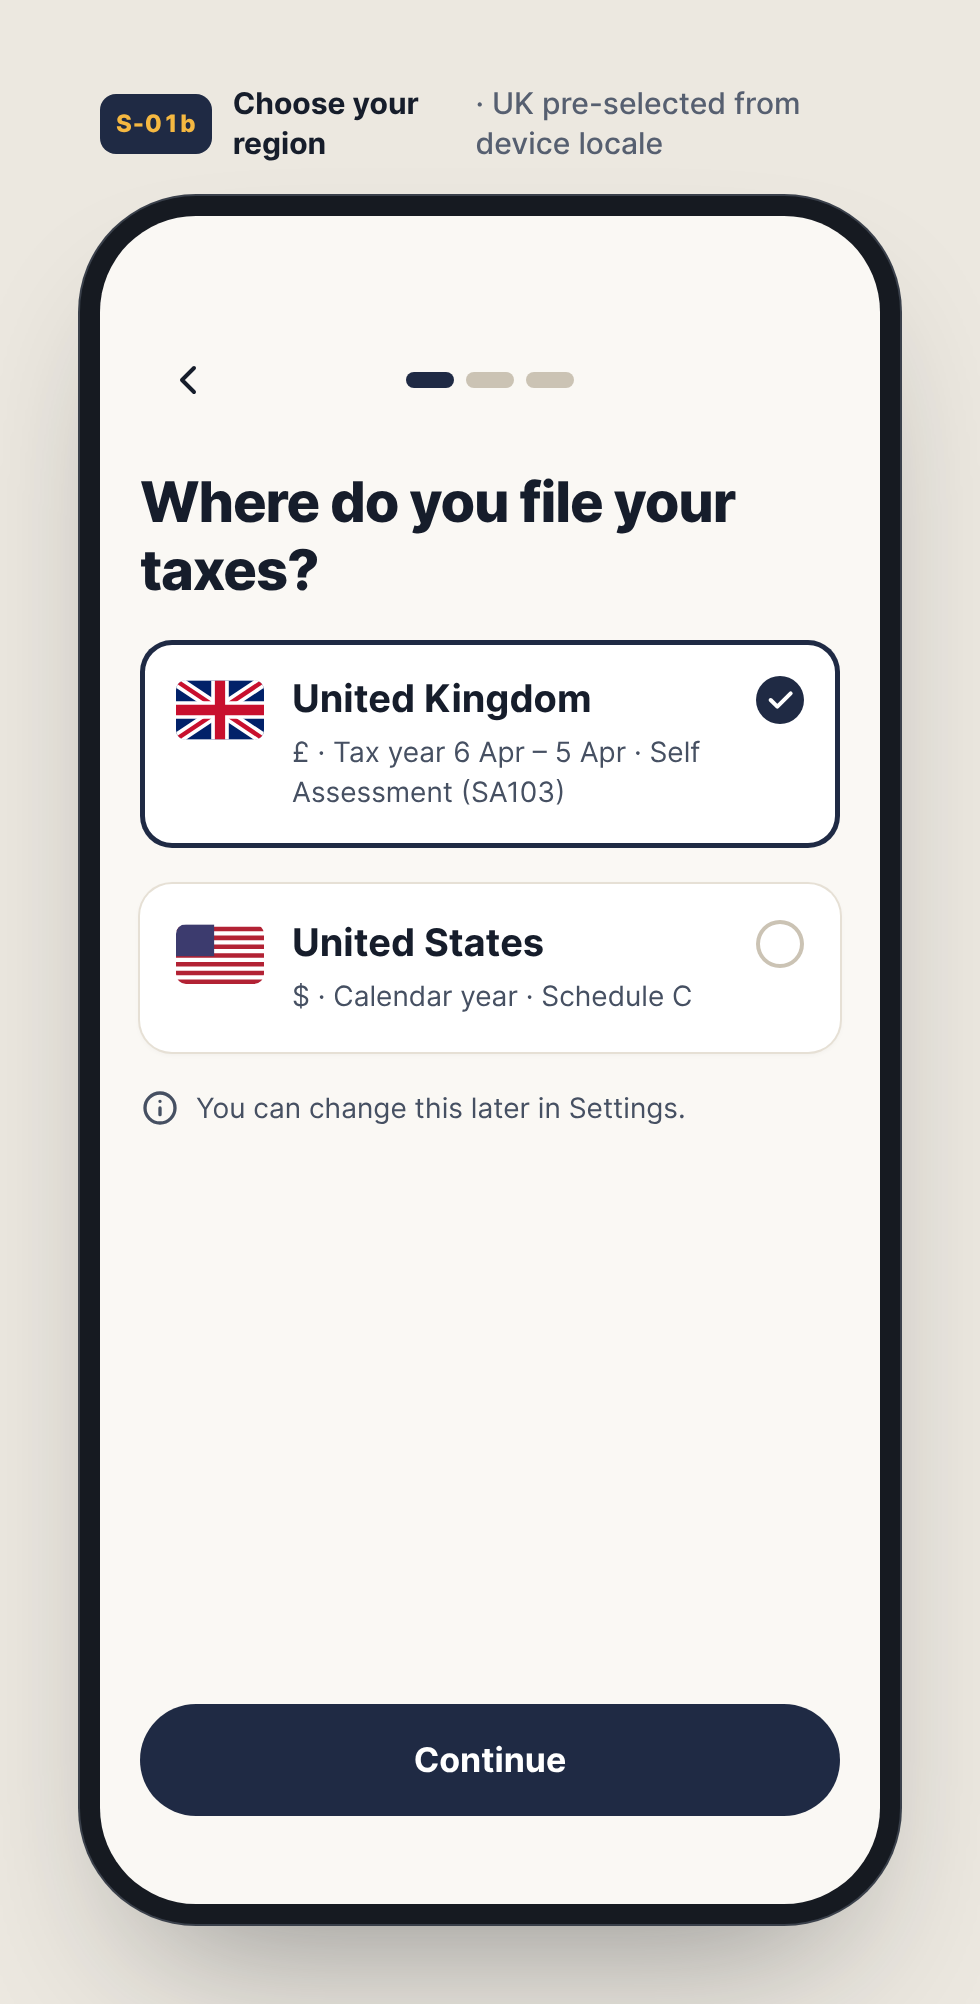 S-01b
Choose your
region
· UK pre-selected from
device locale
Where do you file your
taxes?
United Kingdom
£ · Tax year 6 Apr – 5 Apr · Self
Assessment (SA103)
United States
$ · Calendar year · Schedule C
You can change this later in Settings.
Continue